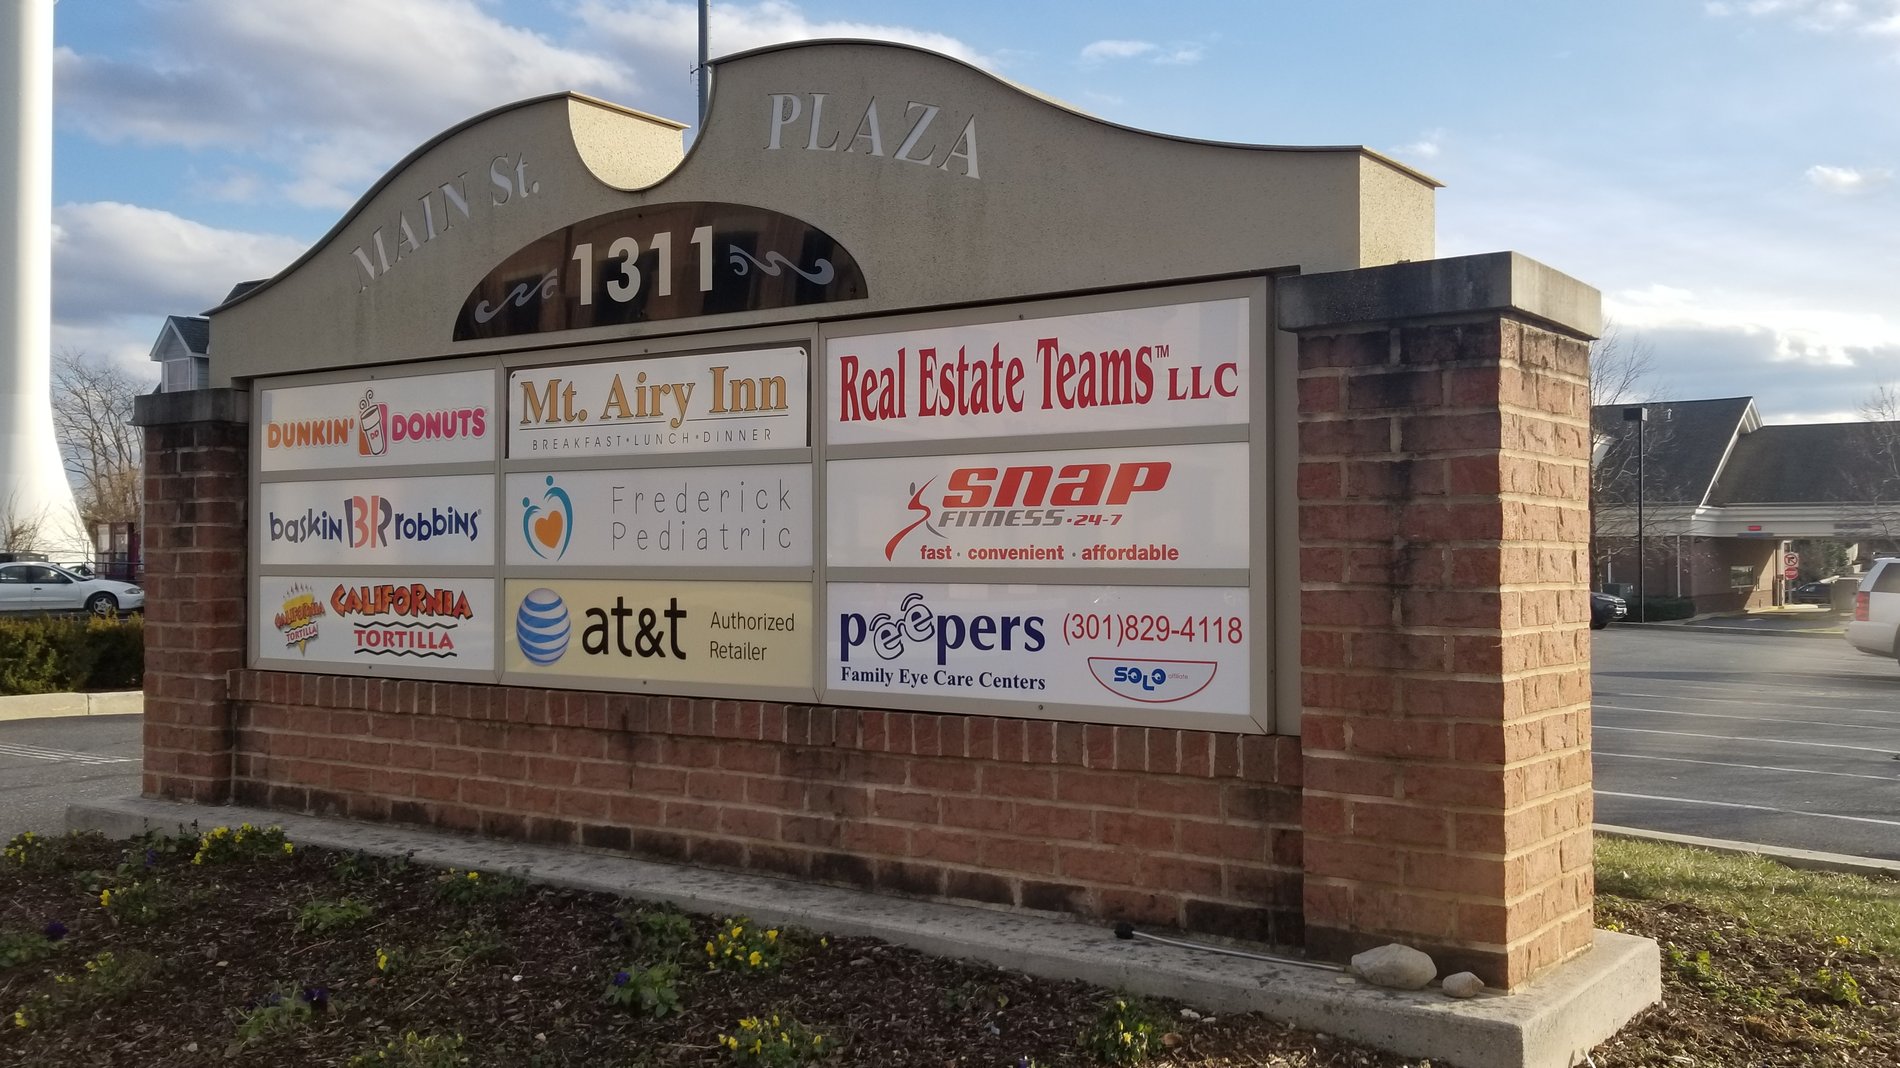 MAIN St. PLAZA
1311
DUNKIN' DD DONUTS
Mt. Airy Inn
BREAKFAST•LUNCH•DINNER
Real Estate Teams™ LLC
baskin BR robbins
Frederick
Pediatric
snap
FITNESS•24-7
fast • convenient • affordable
CALIFORNIA
TORTILLA
CALIFORNIA
TORTILLA
at&t
Authorized
Retailer
peepers
Family Eye Care Centers
(301)829-4118
SOLO affiliate